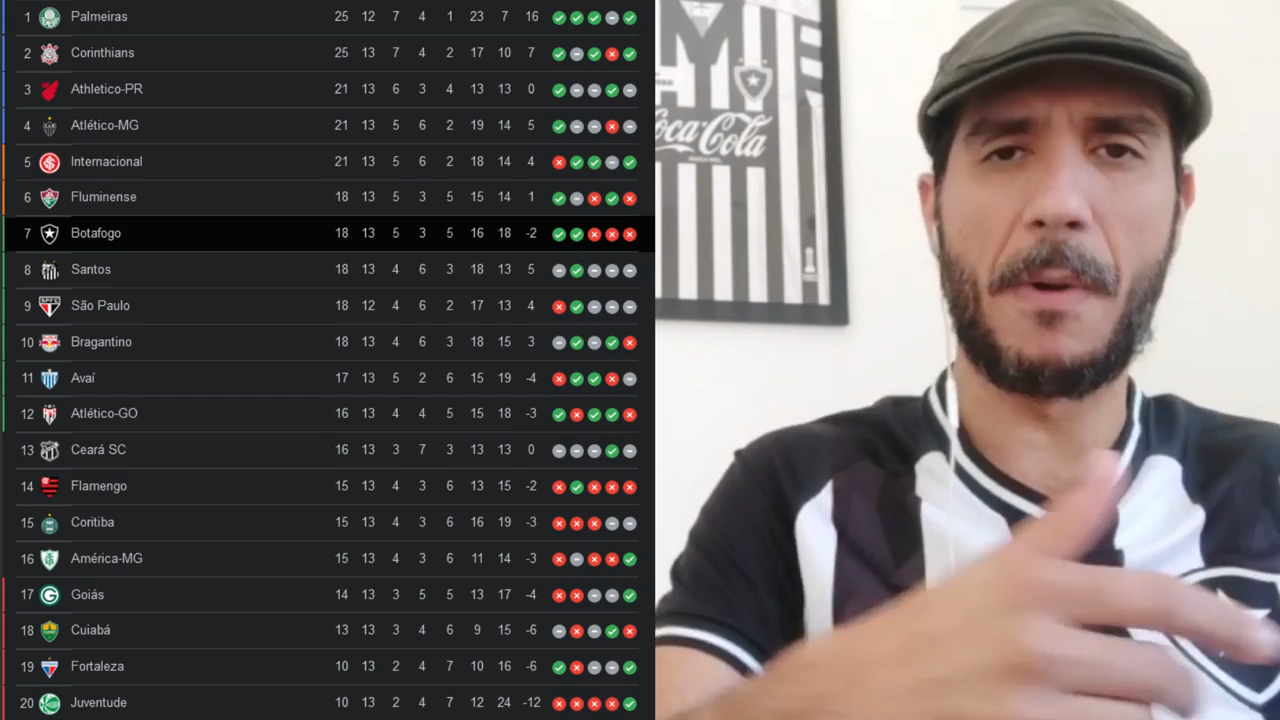 1 Palmeiras 25 12 7 4 1 23 7 16
2 Corinthians 25 13 7 4 2 17 10 7
3 Athletico-PR 21 13 6 3 4 13 13 0
4 Atlético-MG 21 13 5 6 2 19 14 5
5 Internacional 21 13 5 6 2 18 14 4
6 Fluminense 18 13 5 3 5 15 14 1
7 Botafogo 18 13 5 3 5 16 18 -2
8 Santos 18 13 4 6 3 18 13 5
9 São Paulo 18 12 4 6 2 17 13 4
10 Bragantino 18 13 4 6 3 18 15 3
11 Avaí 17 13 5 2 6 15 19 -4
12 Atlético-GO 16 13 4 4 5 15 18 -3
13 Ceará SC 16 13 3 7 3 13 13 0
14 Flamengo 15 13 4 3 6 13 15 -2
15 Coritiba 15 13 4 3 6 16 19 -3
16 América-MG 15 13 4 3 6 11 14 -3
17 Goiás 14 13 3 5 5 13 17 -4
18 Cuiabá 13 13 3 4 6 9 15 -6
19 Fortaleza 10 13 2 4 7 10 16 -6
20 Juventude 10 13 2 4 7 12 24 -12
Coca-Cola